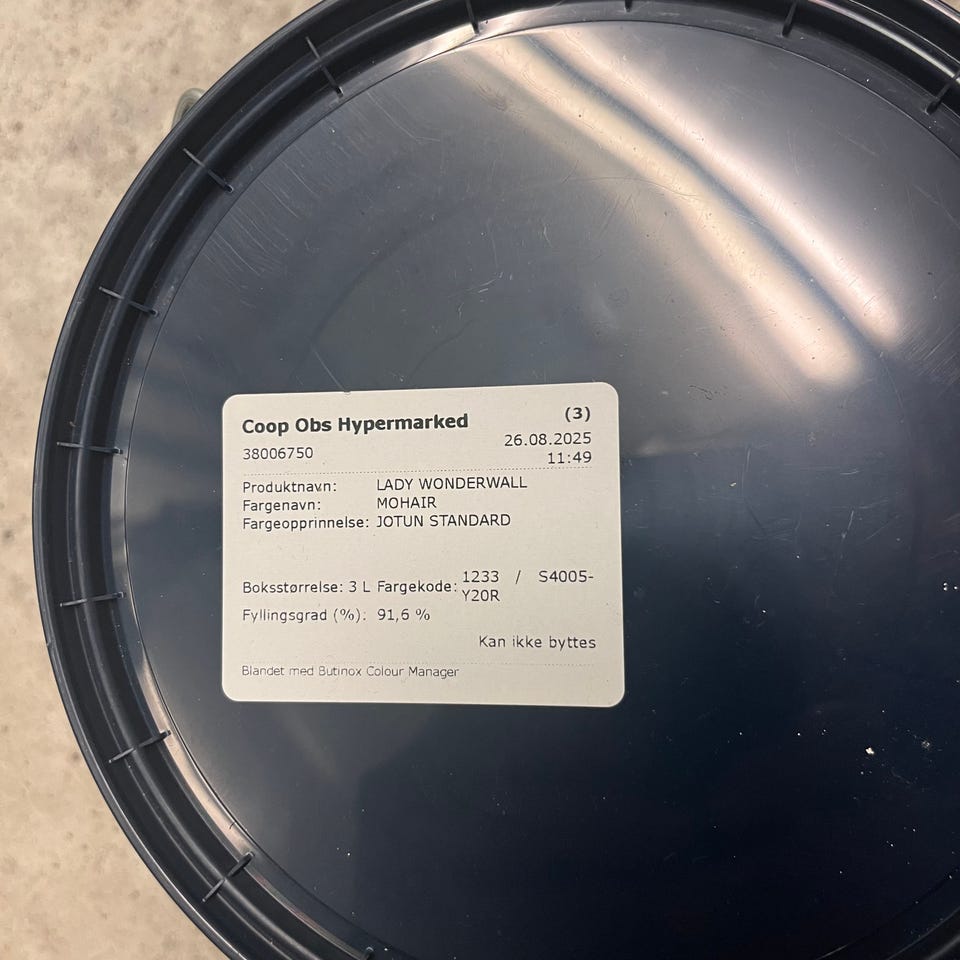 Coop Obs Hypermarked (3)
38006750 26.08.2025
11:49
Produktnavn: LADY WONDERWALL
Fargenavn: MOHAIR
Fargeopprinnelse: JOTUN STANDARD
Boksstørrelse: 3 L Fargekode: 1233 / S4005-
Y20R
Fyllingsgrad (%): 91,6 %
Kan ikke byttes
Blandet med Butinox Colour Manager